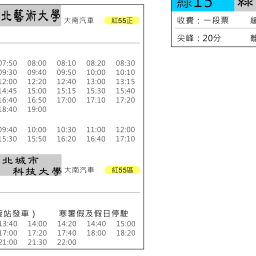 北藝術大學 大南汽車 紅55正
07:50 08:00 08:10 08:20 08:30
09:30 09:40 09:50 10:00 10:10
12:00 12:20 12:40 13:00 13:15
14:45 15:00 15:15 15:30 15:40
16:40 16:50 17:00 17:10 17:20
18:40 19:00
09:40 10:00 10:30 11:00 12:00
15:30 15:50 16:20 16:40 17:10
北城市
科技大學 大南汽車 紅55區
站發車） 寒暑假及假日停駛
13:40 14:00 14:20 14:40 15:00
17:00 17:20 17:40 18:00 18:20
21:00 21:30 22:00
綠15
收費：一段票
尖峰：20分